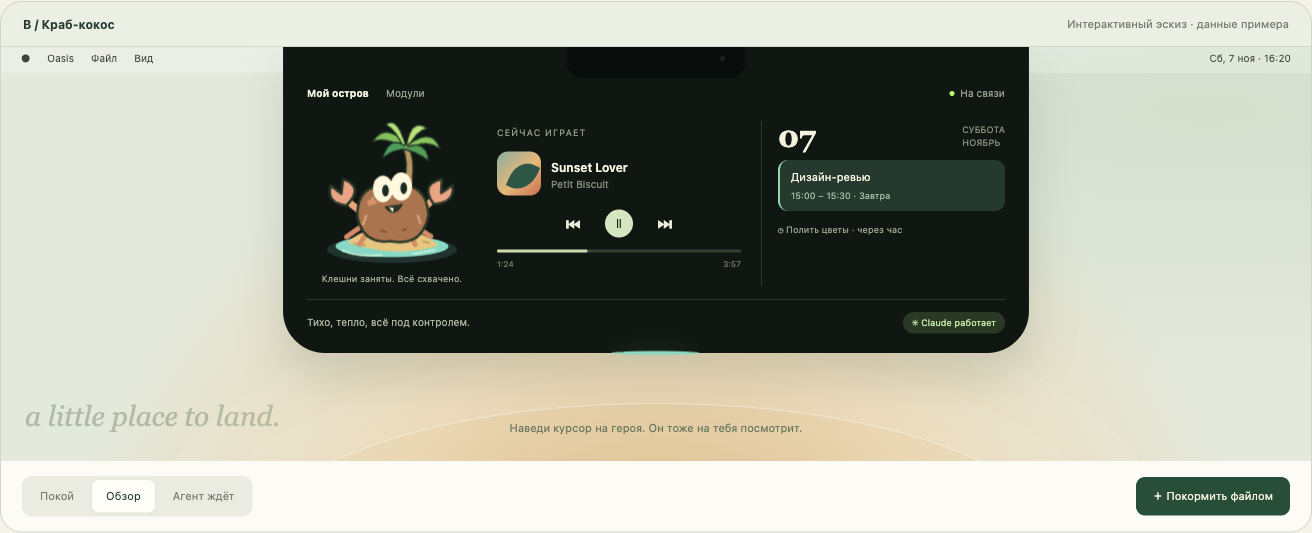 B / Краб-кокос
Интерактивный эскиз · данные примера
Oasis Файл Вид
Сб, 7 ноя · 16:20
Мой остров Модули
На связи
СЕЙЧАС ИГРАЕТ
Sunset Lover
Petit Biscuit
1:24 3:57
Клешни заняты. Всё схвачено.
07
СУББОТА
НОЯБРЬ
Дизайн-ревью
15:00 – 15:30 · Завтра
Полить цветы · через час
Тихо, тепло, всё под контролем.
✳ Claude работает
a little place to land.
Наведи курсор на героя. Он тоже на тебя посмотрит.
Покой Обзор Агент ждёт
+ Покормить файлом